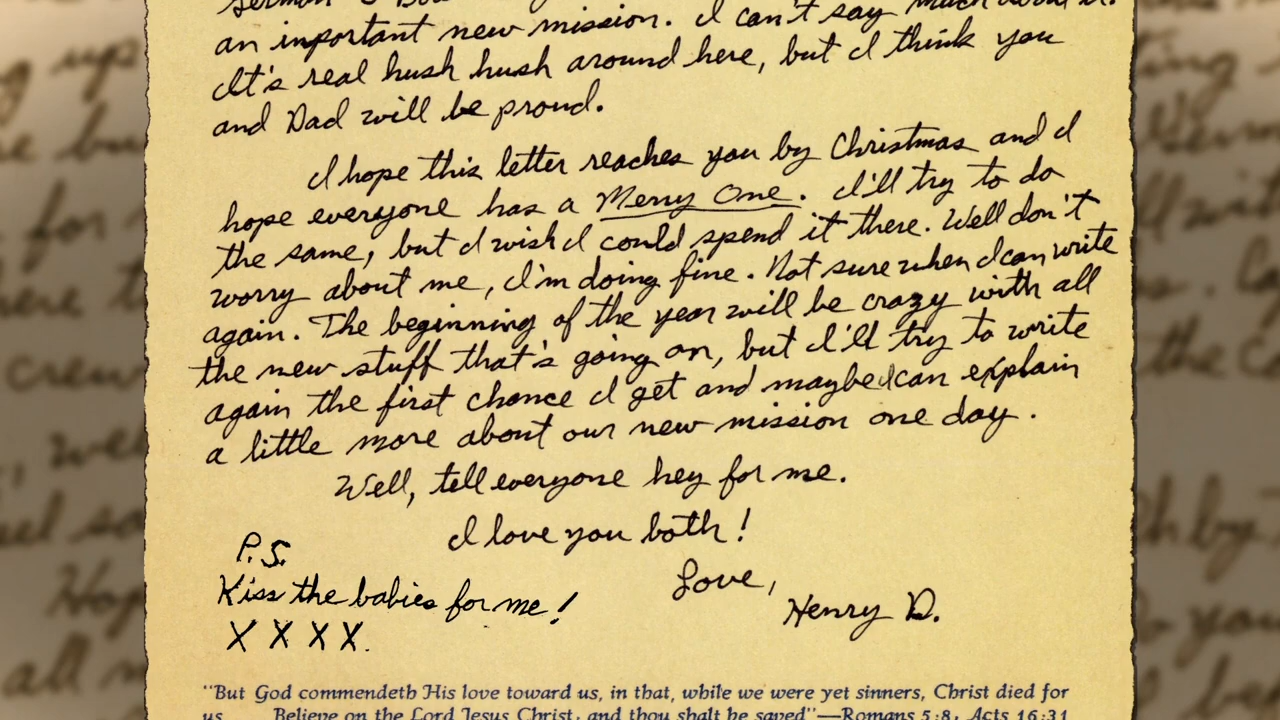 an inportant new mission. I can't say much about it.
It's real hush hush around here, but I think you
and Dad will be proud.
I hope this letter reaches you by Christmas and I
hope everyone has a Merry One. I'll try to do
the same, but I wish I could spend it there. Well don't
worry about me, I'm doing fine. Not sure when I can write
again. The beginning of the year will be crazy with all
the new stuff that's going on, but I'll try to write
again the first chance I get and maybe I can explain
a little more about our new mission one day.
Well, tell everyone hey for me.
I love you both!
Love,
Henry D.
P.S.
Kiss the babies for me!
X X X X.
"But God commendeth His love toward us, in that, while we were yet sinners, Christ died for
us.... Believe on the Lord Jesus Christ, and thou shalt be saved"—Romans 5:8, Acts 16:31